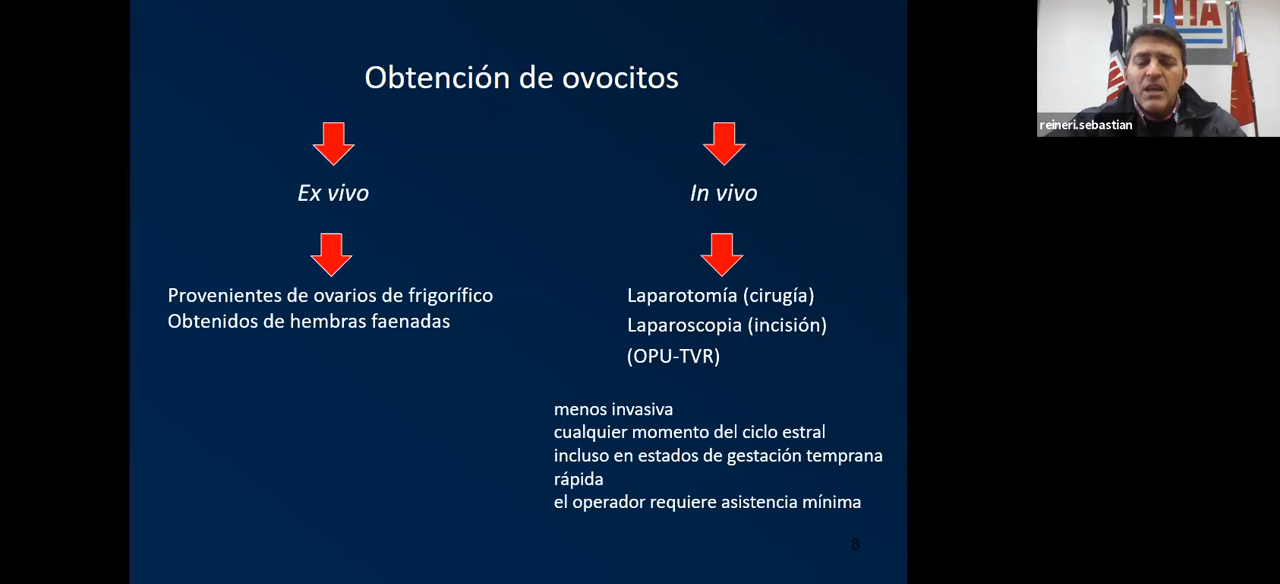 Obtención de ovocitos
Ex vivo
In vivo
Provenientes de ovarios de frigorífico
Obtenidos de hembras faenadas
Laparotomía (cirugía)
Laparoscopia (incisión)
(OPU-TVR)
menos invasiva
cualquier momento del ciclo estral
incluso en estados de gestación temprana
rápida
el operador requiere asistencia mínima
8
INTA
reineri.sebastian